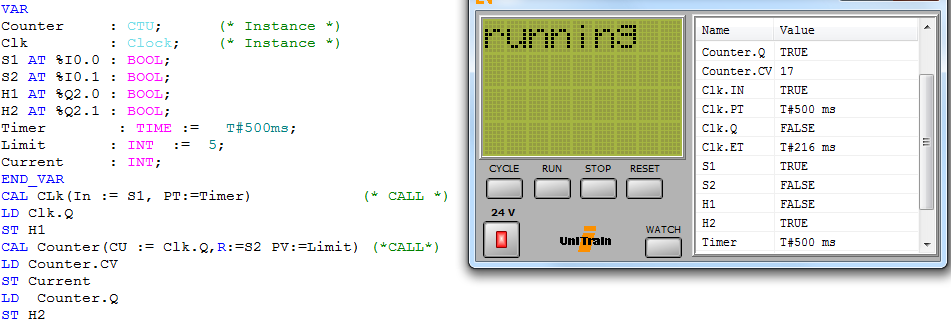 VAR
Counter : CTU; (* Instance *)
Clk : Clock; (* Instance *)
S1 AT %I0.0 : BOOL;
S2 AT %I0.1 : BOOL;
H1 AT %Q2.0 : BOOL;
H2 AT %Q2.1 : BOOL;
Timer : TIME := T#500ms;
Limit : INT := 5;
Current : INT;
END_VAR
CAL CLk(In := S1, PT:=Timer) (* CALL *)
LD Clk.Q
ST H1
CAL Counter(CU := Clk.Q,R:=S2 PV:=Limit) (*CALL*)
LD Counter.CV
ST Current
LD Counter.Q
ST H2
running
CYCLE RUN STOP RESET
24 V
UniTrain
WATCH
Name Value
Counter.Q TRUE
Counter.CV 17
Clk.IN TRUE
Clk.PT T#500 ms
Clk.Q FALSE
Clk.ET T#216 ms
S1 TRUE
S2 FALSE
H1 FALSE
H2 TRUE
Timer T#500 ms